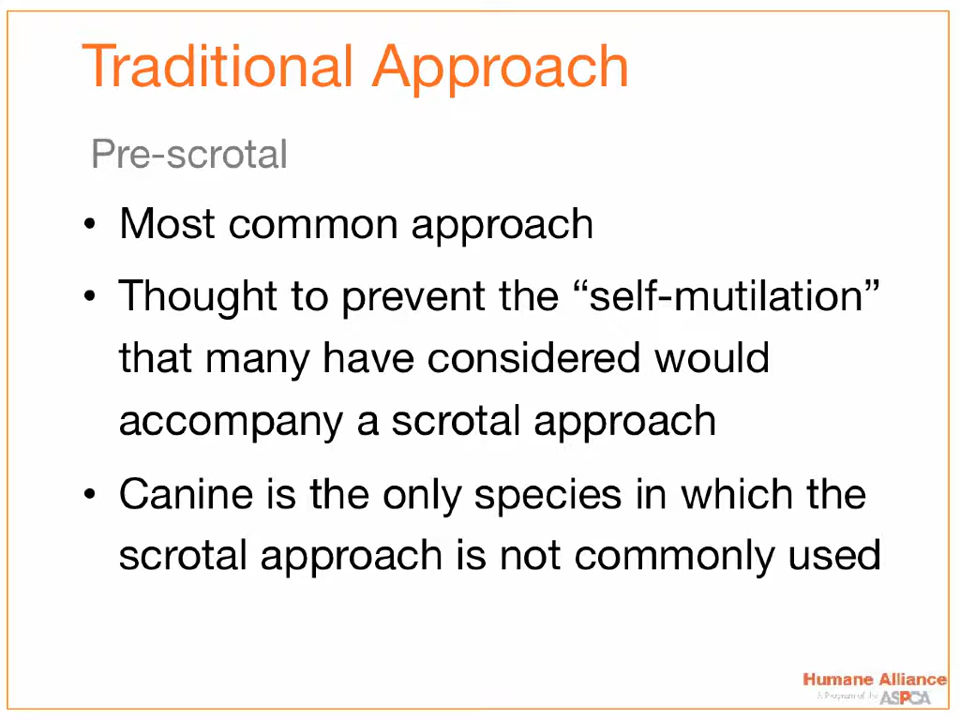 Traditional Approach
Pre-scrotal
• Most common approach
• Thought to prevent the “self-mutilation”
that many have considered would
accompany a scrotal approach
• Canine is the only species in which the
scrotal approach is not commonly used
Humane Alliance
A Program of the ASPCA